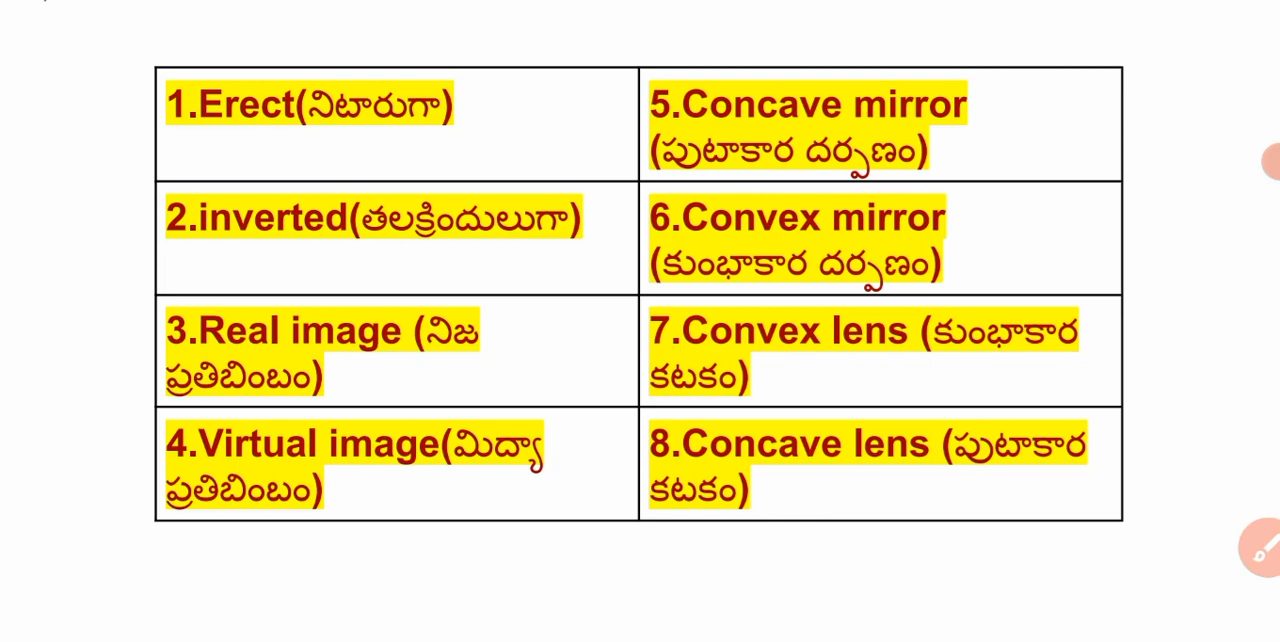 1.Erect(నిటారుగా)
2.inverted(తలక్రిందులుగా)
3.Real image (నిజ
ప్రతిబింబం)
4.Virtual image(మిద్యా
ప్రతిబింబం)
5.Concave mirror
(పుటాకార దర్పణం)
6.Convex mirror
(కుంభాకార దర్పణం)
7.Convex lens (కుంభాకార
కటకం)
8.Concave lens (పుటాకార
కటకం)